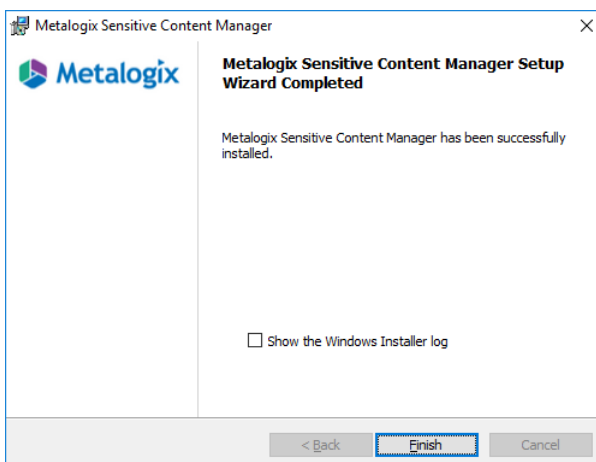 Metalogix Sensitive Content Manager
Metalogix
Metalogix Sensitive Content Manager Setup
Wizard Completed
Metalogix Sensitive Content Manager has been successfully
installed.
Show the Windows Installer log
< Back
Finish
Cancel